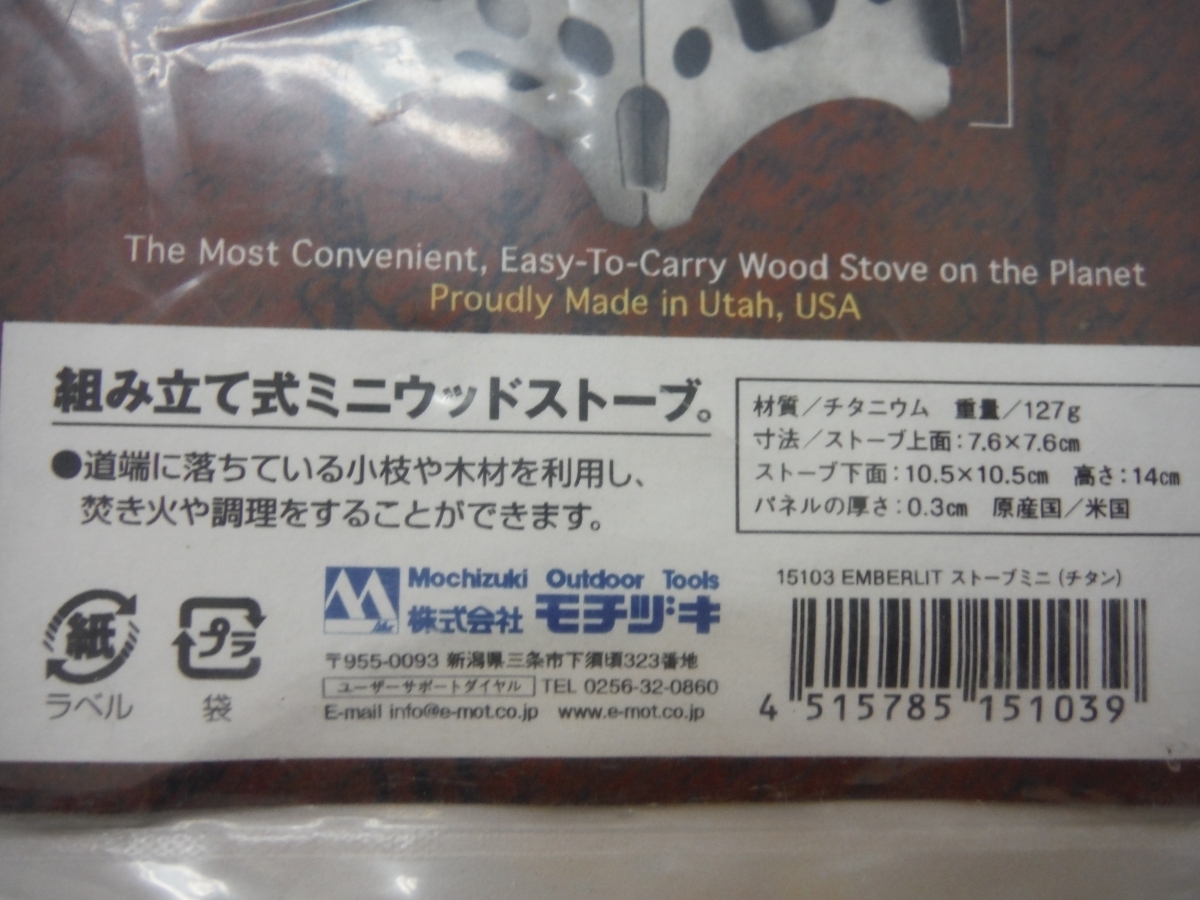 The Most Convenient, Easy-To-Carry Wood Stove on the Planet
Proudly Made in Utah, USA
組み立て式ミニウッドストーブ。
●道端に落ちている小枝や木材を利用し、
焚き火や調理をすることができます。
材質／チタニウム　重量／127g
寸法／ストーブ上面：7.6×7.6㎝
ストーブ下面：10.5×10.5㎝　高さ：14㎝
パネルの厚さ：0.3㎝　原産国／米国
紙
ラベル
プラ
袋
Mochizuki Outdoor Tools
株式会社 モチヅキ
〒955-0093 新潟県三条市下須頃323番地
ユーザーサポートダイヤル TEL 0256-32-0860
E-mail info@e-mot.co.jp www.e-mot.co.jp
15103 EMBERLIT ストーブミニ（チタン）
4 515785 151039